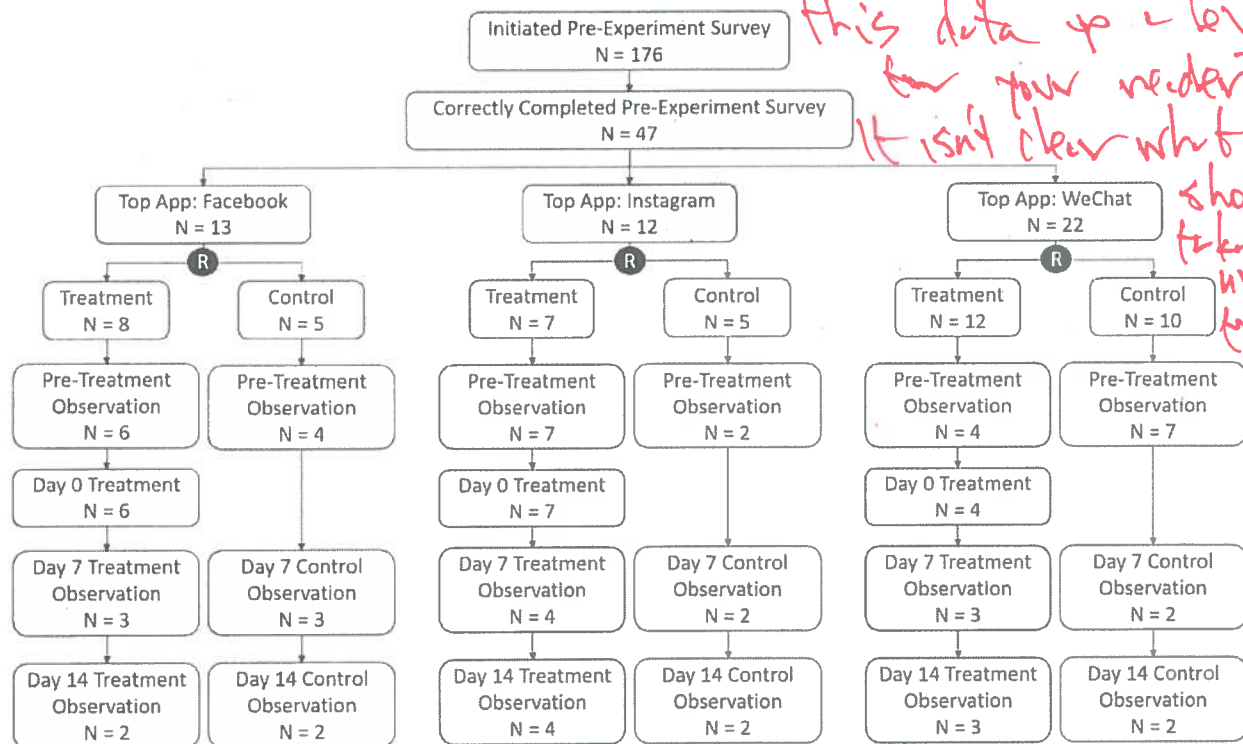 this data up a
Initiated Pre-Experiment Survey
N = 176
for your reader
Correctly Completed Pre-Experiment Survey
N = 47
It isn't clear what
Top App: Facebook
N = 13
Top App: Instagram
N = 12
Top App: WeChat
N = 22
R
R
R
Treatment
N = 8
Control
N = 5
Treatment
N = 7
Control
N = 5
Treatment
N = 12
Control
N = 10
Pre-Treatment
Observation
N = 6
Pre-Treatment
Observation
N = 4
Pre-Treatment
Observation
N = 7
Pre-Treatment
Observation
N = 2
Pre-Treatment
Observation
N = 4
Pre-Treatment
Observation
N = 7
Day 0 Treatment
N = 6
Day 0 Treatment
N = 7
Day 0 Treatment
N = 4
Day 7 Treatment
Observation
N = 3
Day 7 Control
Observation
N = 3
Day 7 Treatment
Observation
N = 4
Day 7 Control
Observation
N = 2
Day 7 Treatment
Observation
N = 3
Day 7 Control
Observation
N = 2
Day 14 Treatment
Observation
N = 2
Day 14 Control
Observation
N = 2
Day 14 Treatment
Observation
N = 4
Day 14 Control
Observation
N = 2
Day 14 Treatment
Observation
N = 3
Day 14 Control
Observation
N = 2